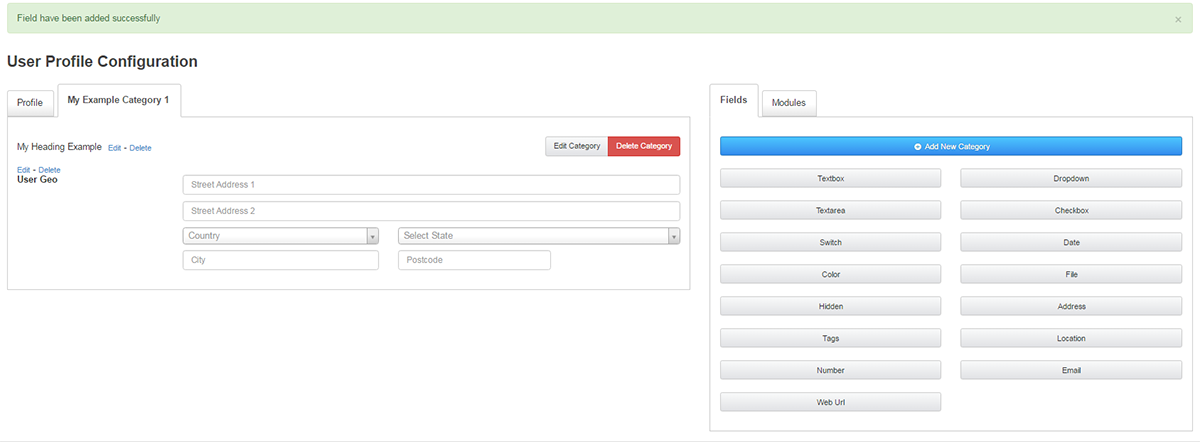 Field have been added successfully ×
User Profile Configuration
Profile My Example Category 1
My Heading Example Edit - Delete Edit Category Delete Category
Edit - Delete
User Geo
Street Address 1
Street Address 2
Country Select State
City Postcode
Fields Modules
Add New Category
Textbox Dropdown
Textarea Checkbox
Switch Date
Color File
Hidden Address
Tags Location
Number Email
Web Url